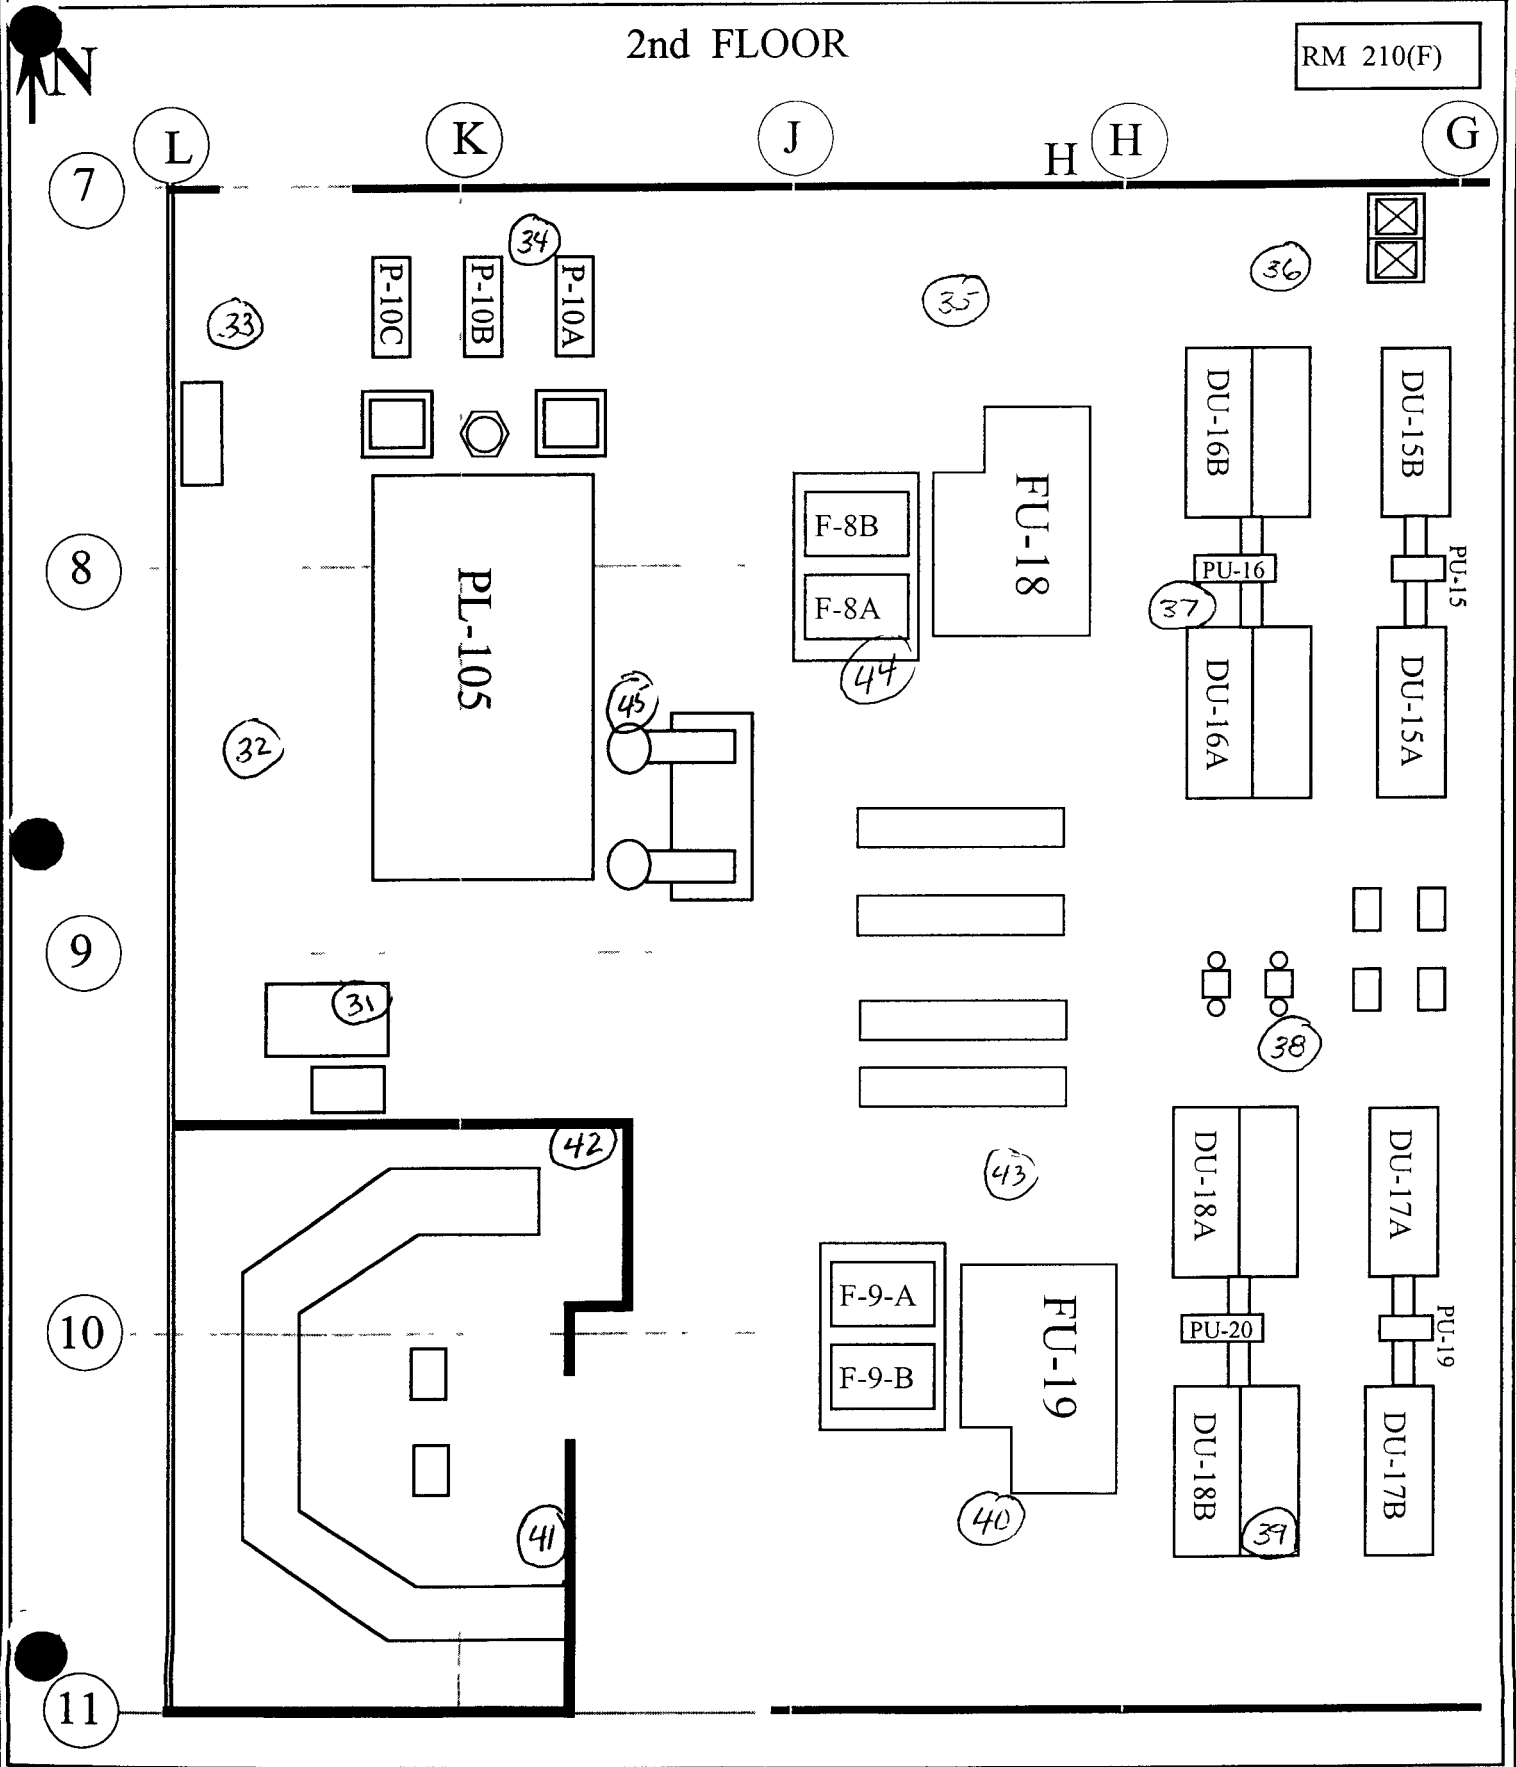 2nd FLOOR
RM 210(F)
N
L
K
J
H
H
G
7
34
36
33
35
P-10C
P-10B
P-10A
DU-16B
DU-15B
FU-18
F-8B
8
PL-105
PU-16
PU-15
F-8A
37
44
45
DU-16A
DU-15A
32
9
31
38
42
43
DU-18A
DU-17A
F-9-A
FU-19
10
PU-20
PU-19
F-9-B
DU-18B
DU-17B
40
41
39
11